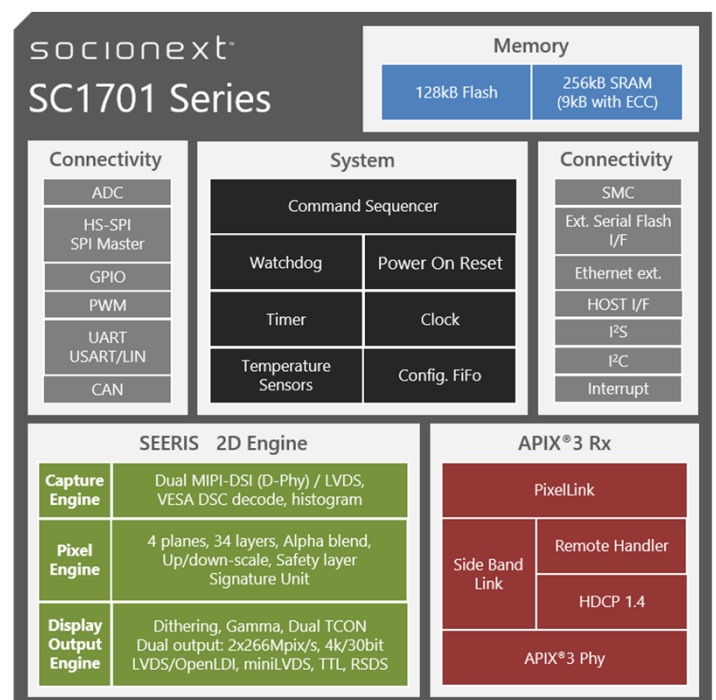 socionext™
SC1701 Series
Memory
128kB Flash
256kB SRAM
(9kB with ECC)
Connectivity
ADC
HS-SPI
SPI Master
GPIO
PWM
UART
USART/LIN
CAN
System
Command Sequencer
Watchdog
Power On Reset
Timer
Clock
Temperature
Sensors
Config. FiFo
Connectivity
SMC
Ext. Serial Flash
I/F
Ethernet ext.
HOST I/F
I²S
I²C
Interrupt
SEERIS 2D Engine
Capture
Engine
Dual MIPI-DSI (D-Phy) / LVDS,
VESA DSC decode, histogram
Pixel
Engine
4 planes, 34 layers, Alpha blend,
Up/down-scale, Safety layer
Signature Unit
Display
Output
Engine
Dithering, Gamma, Dual TCON
Dual output: 2x266Mpix/s, 4k/30bit
LVDS/OpenLDI, miniLVDS, TTL, RSDS
APIX®3 Rx
PixelLink
Side Band
Link
Remote Handler
HDCP 1.4
APIX®3 Phy